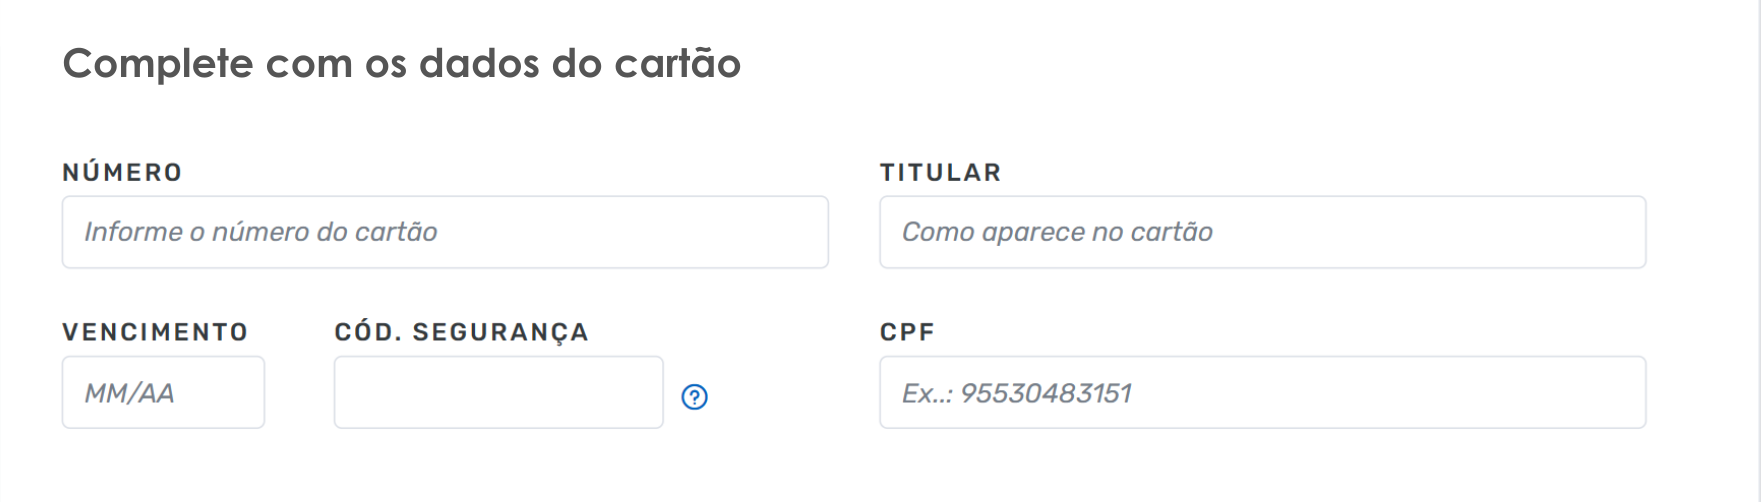 Complete com os dados do cartão
NÚMERO
Informe o número do cartão
TITULAR
Como aparece no cartão
VENCIMENTO
MM/AA
CÓD. SEGURANÇA
?
CPF
Ex..: 95530483151